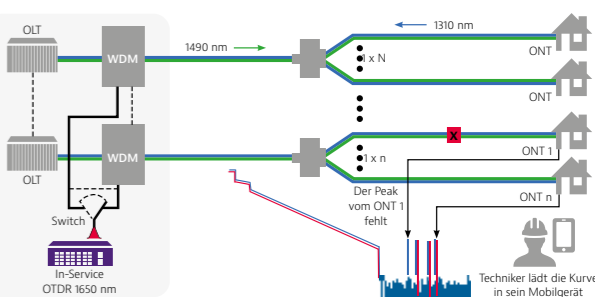 OLT
WDM
1490 nm
1310 nm
1 x N
ONT
ONT
OLT
WDM
1 x n
X
ONT 1
ONT n
Der Peak
vom ONT 1
fehlt
Switch
In-Service
OTDR 1650 nm
Techniker lädt die Kurve
in sein Mobilgerät